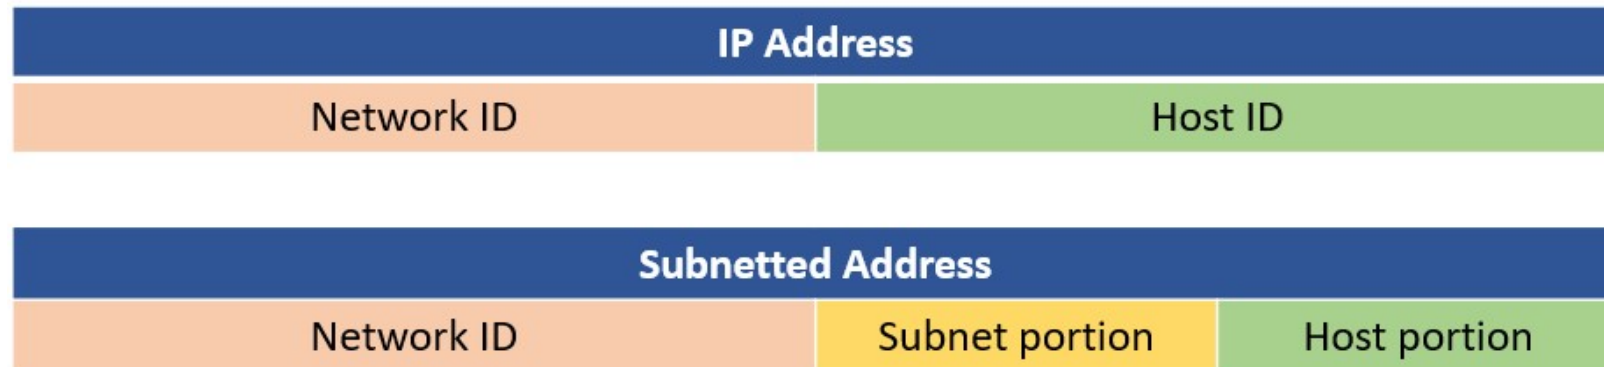 IP Address
Network ID Host ID
Subnetted Address
Network ID Subnet portion Host portion